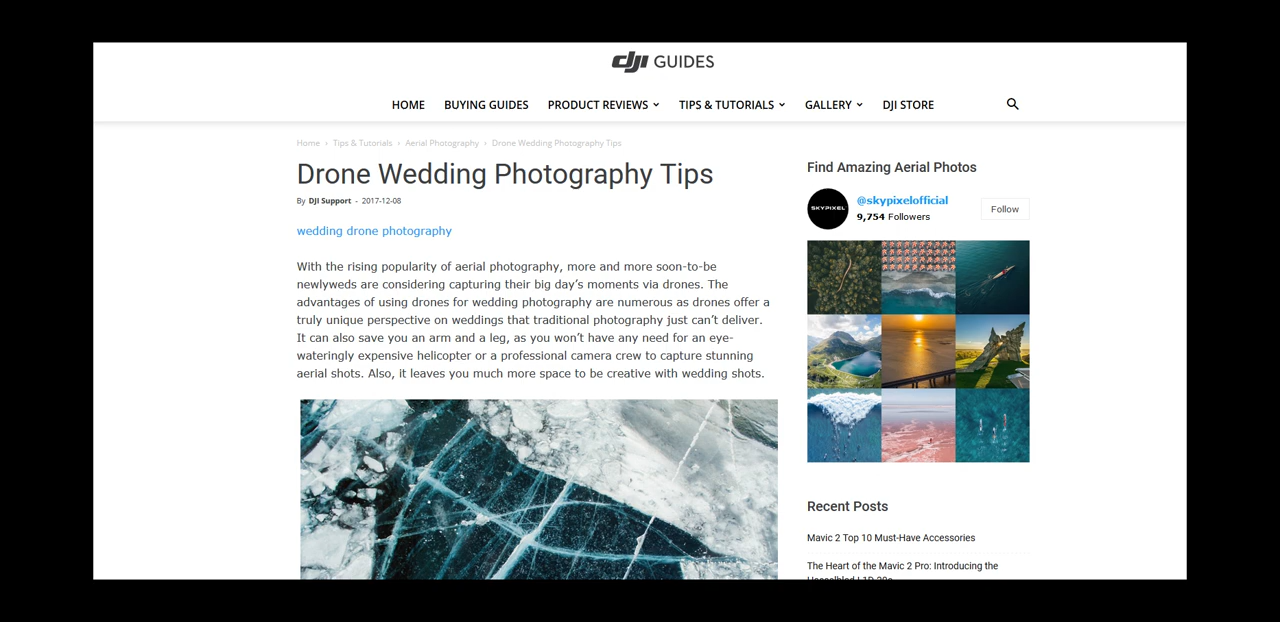 dji GUIDES
HOME BUYING GUIDES PRODUCT REVIEWS TIPS & TUTORIALS GALLERY DJI STORE
Home › Tips & Tutorials › Aerial Photography › Drone Wedding Photography Tips
Drone Wedding Photography Tips
By DJI Support - 2017-12-08
wedding drone photography
With the rising popularity of aerial photography, more and more soon-to-be
newlyweds are considering capturing their big day’s moments via drones. The
advantages of using drones for wedding photography are numerous as drones offer a
truly unique perspective on weddings that traditional photography just can’t deliver.
It can also save you an arm and a leg, as you won’t have any need for an eye-
wateringly expensive helicopter or a professional camera crew to capture stunning
aerial shots. Also, it leaves you much more space to be creative with wedding shots.
Find Amazing Aerial Photos
SKYPIXEL
@skypixelofficial
9,754 Followers
Follow
Recent Posts
Mavic 2 Top 10 Must-Have Accessories
The Heart of the Mavic 2 Pro: Introducing the
Hasselblad L1D-20c